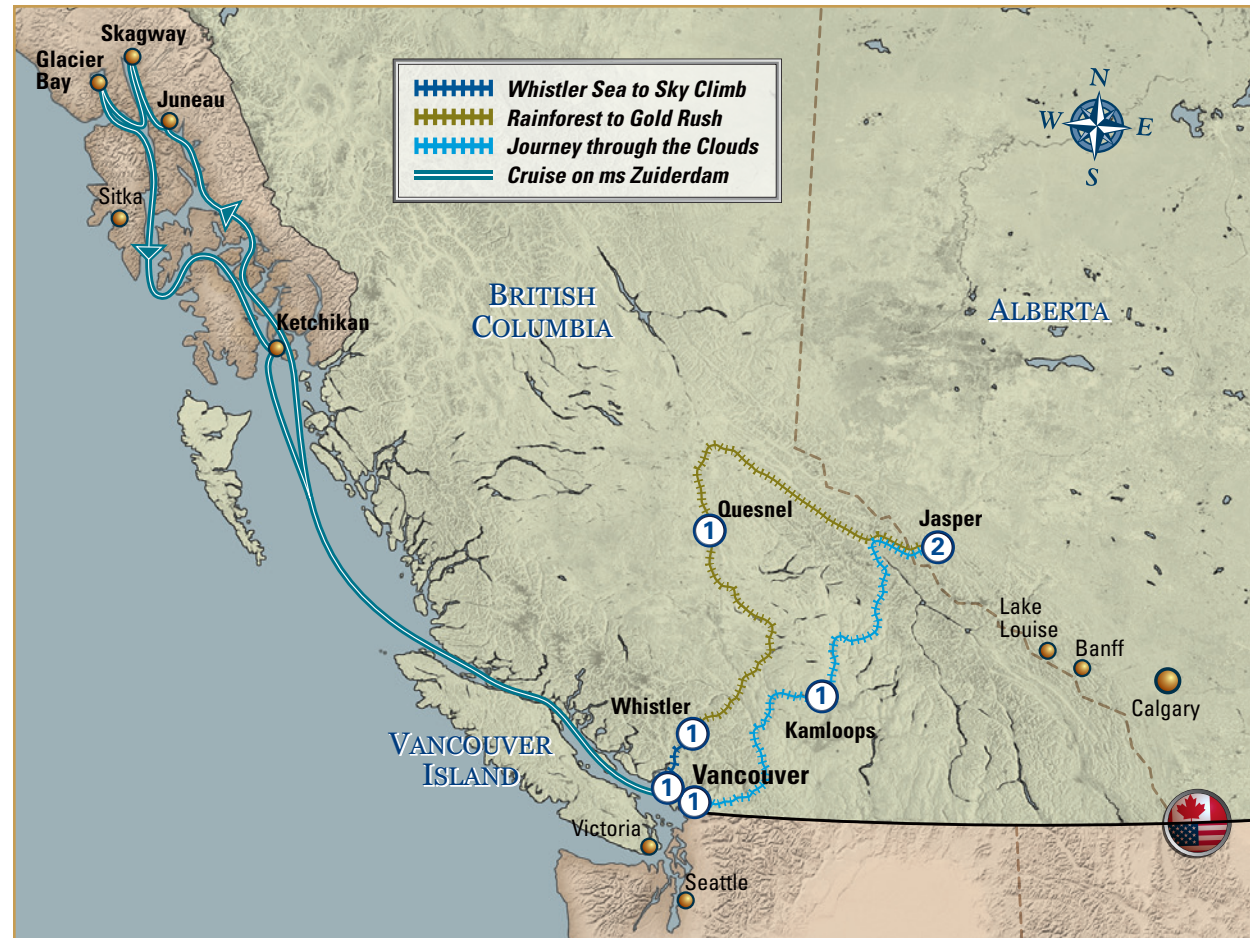 Skagway
Glacier
Bay
Juneau
Sitka
Ketchikan
Whistler Sea to Sky Climb
Rainforest to Gold Rush
Journey through the Clouds
Cruise on ms Zuiderdam
N
W
E
S
BRITISH
COLUMBIA
ALBERTA
Quesnel
1
Jasper
2
Lake
Louise
Banff
Calgary
Whistler
1
Kamloops
1
VANCOUVER
ISLAND
Vancouver
1
1
Victoria
Seattle